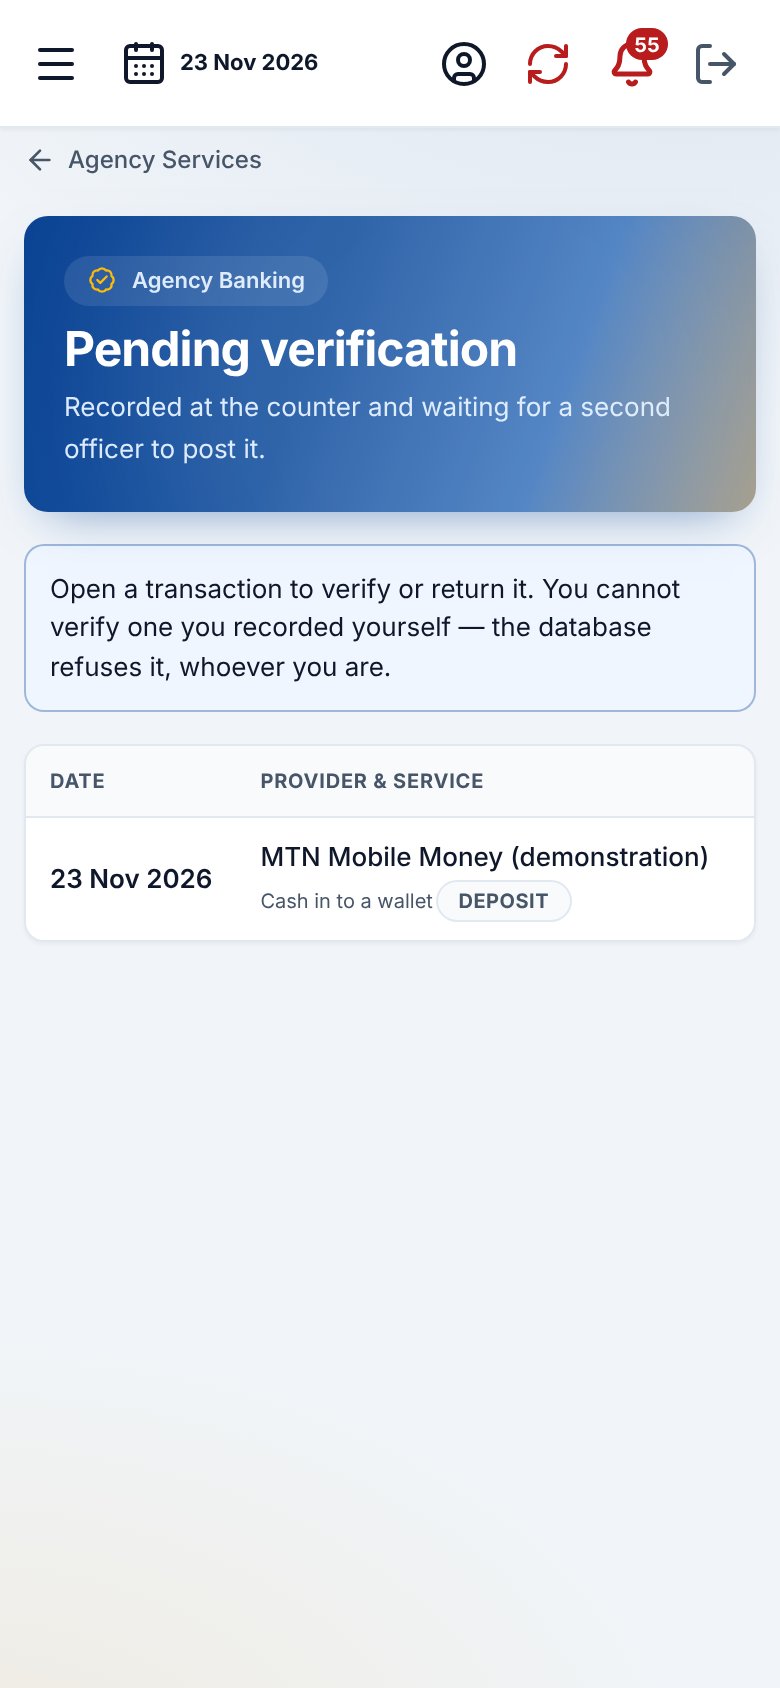 23 Nov 2026
55
Agency Services
Agency Banking
Pending verification
Recorded at the counter and waiting for a second
officer to post it.
Open a transaction to verify or return it. You cannot
verify one you recorded yourself — the database
refuses it, whoever you are.
DATE PROVIDER & SERVICE
23 Nov 2026 MTN Mobile Money (demonstration)
Cash in to a wallet DEPOSIT